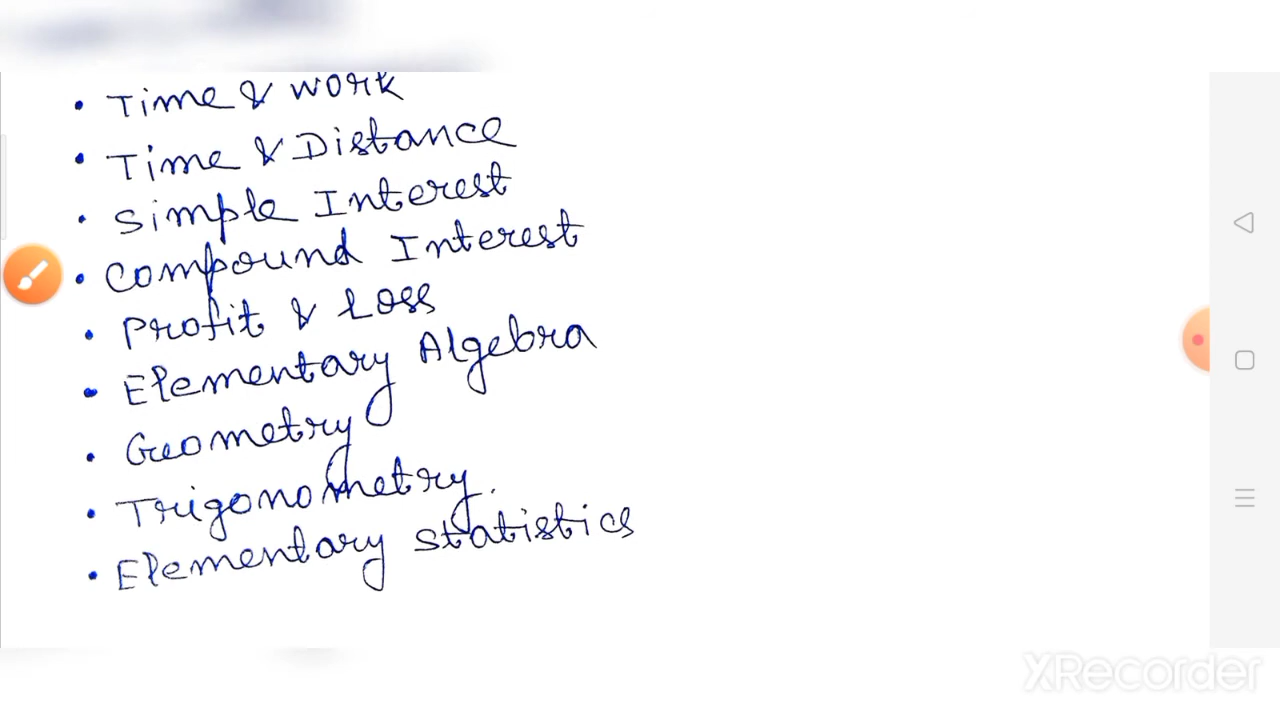 • Time & Work
• Time & Distance
• Simple Interest
• Compound Interest
• Profit & Loss
• Elementary Algebra
• Geometry
• Trigonometry
• Elementary Statistics
XRecorder